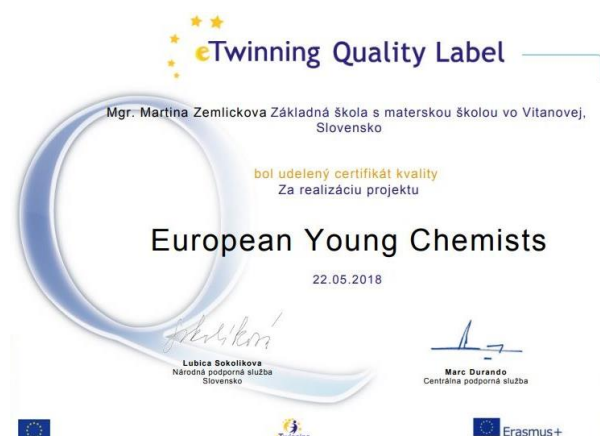 eTwinning Quality Label
Mgr. Martina Zemlickova Základná škola s materskou školou vo Vitanovej,
Slovensko
bol udelený certifikát kvality
Za realizáciu projektu
European Young Chemists
22.05.2018
Lubica Sokolikova
Národná podporná služba
Slovensko
Marc Durando
Centrálna podporná služba
Erasmus+